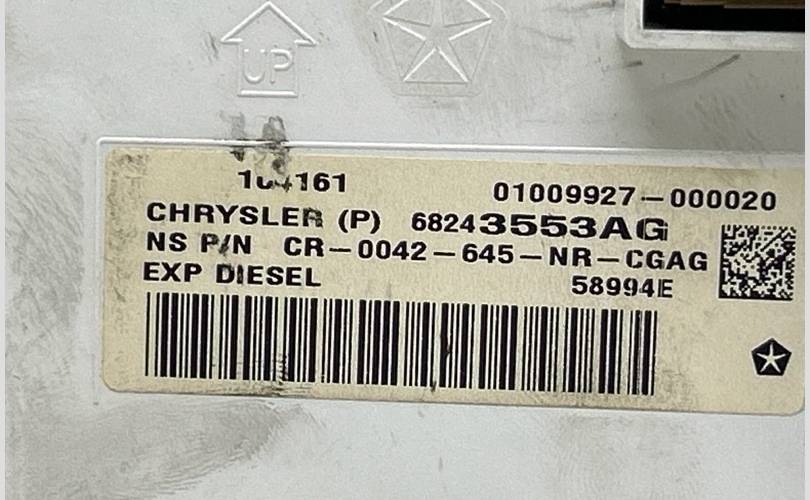 UP
01009927-000020
CHRYSLER (P) 68243553AG
NS P/N CR-0042-645-NR-CGAG
EXP DIESEL 58994E